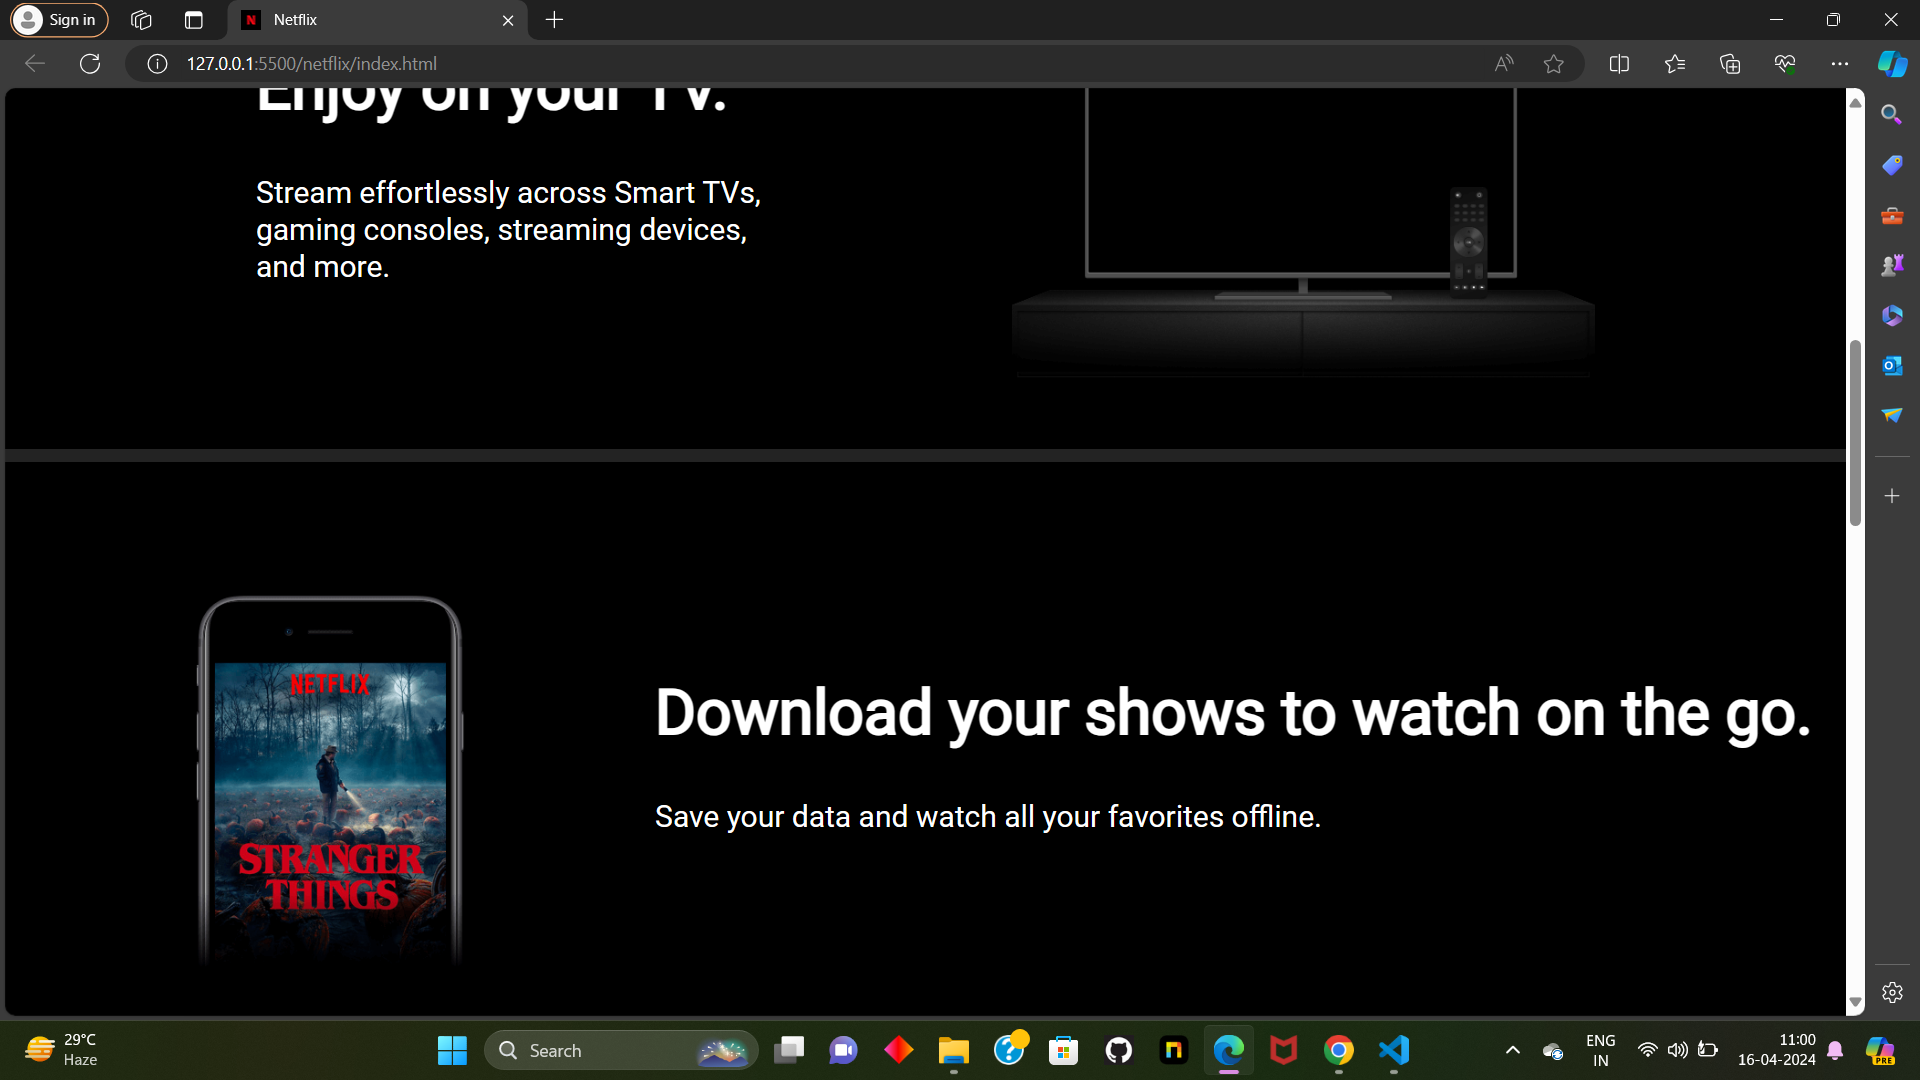 Sign in
Netflix
127.0.0.1:5500/netflix/index.html
Enjoy on your TV.
Stream effortlessly across Smart TVs,
gaming consoles, streaming devices,
and more.
NETFLIX
STRANGER
THINGS
Download your shows to watch on the go.
Save your data and watch all your favorites offline.
29°C
Haze
Search
ENG
IN
11:00
16-04-2024
PRE